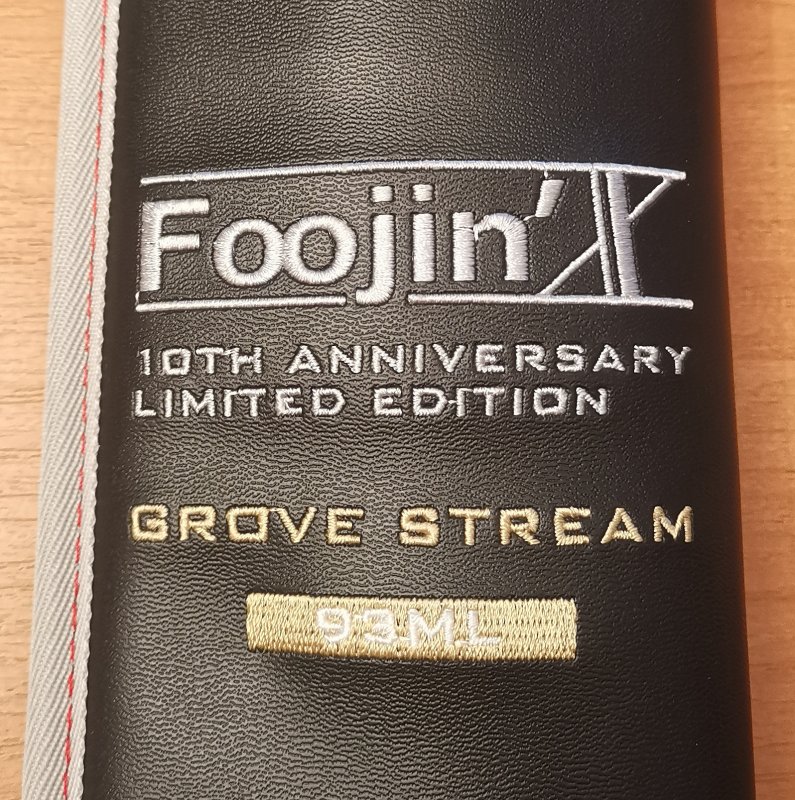 Foojin'X
10TH ANNIVERSARY
LIMITED EDITION
GROVE STREAM
93ML